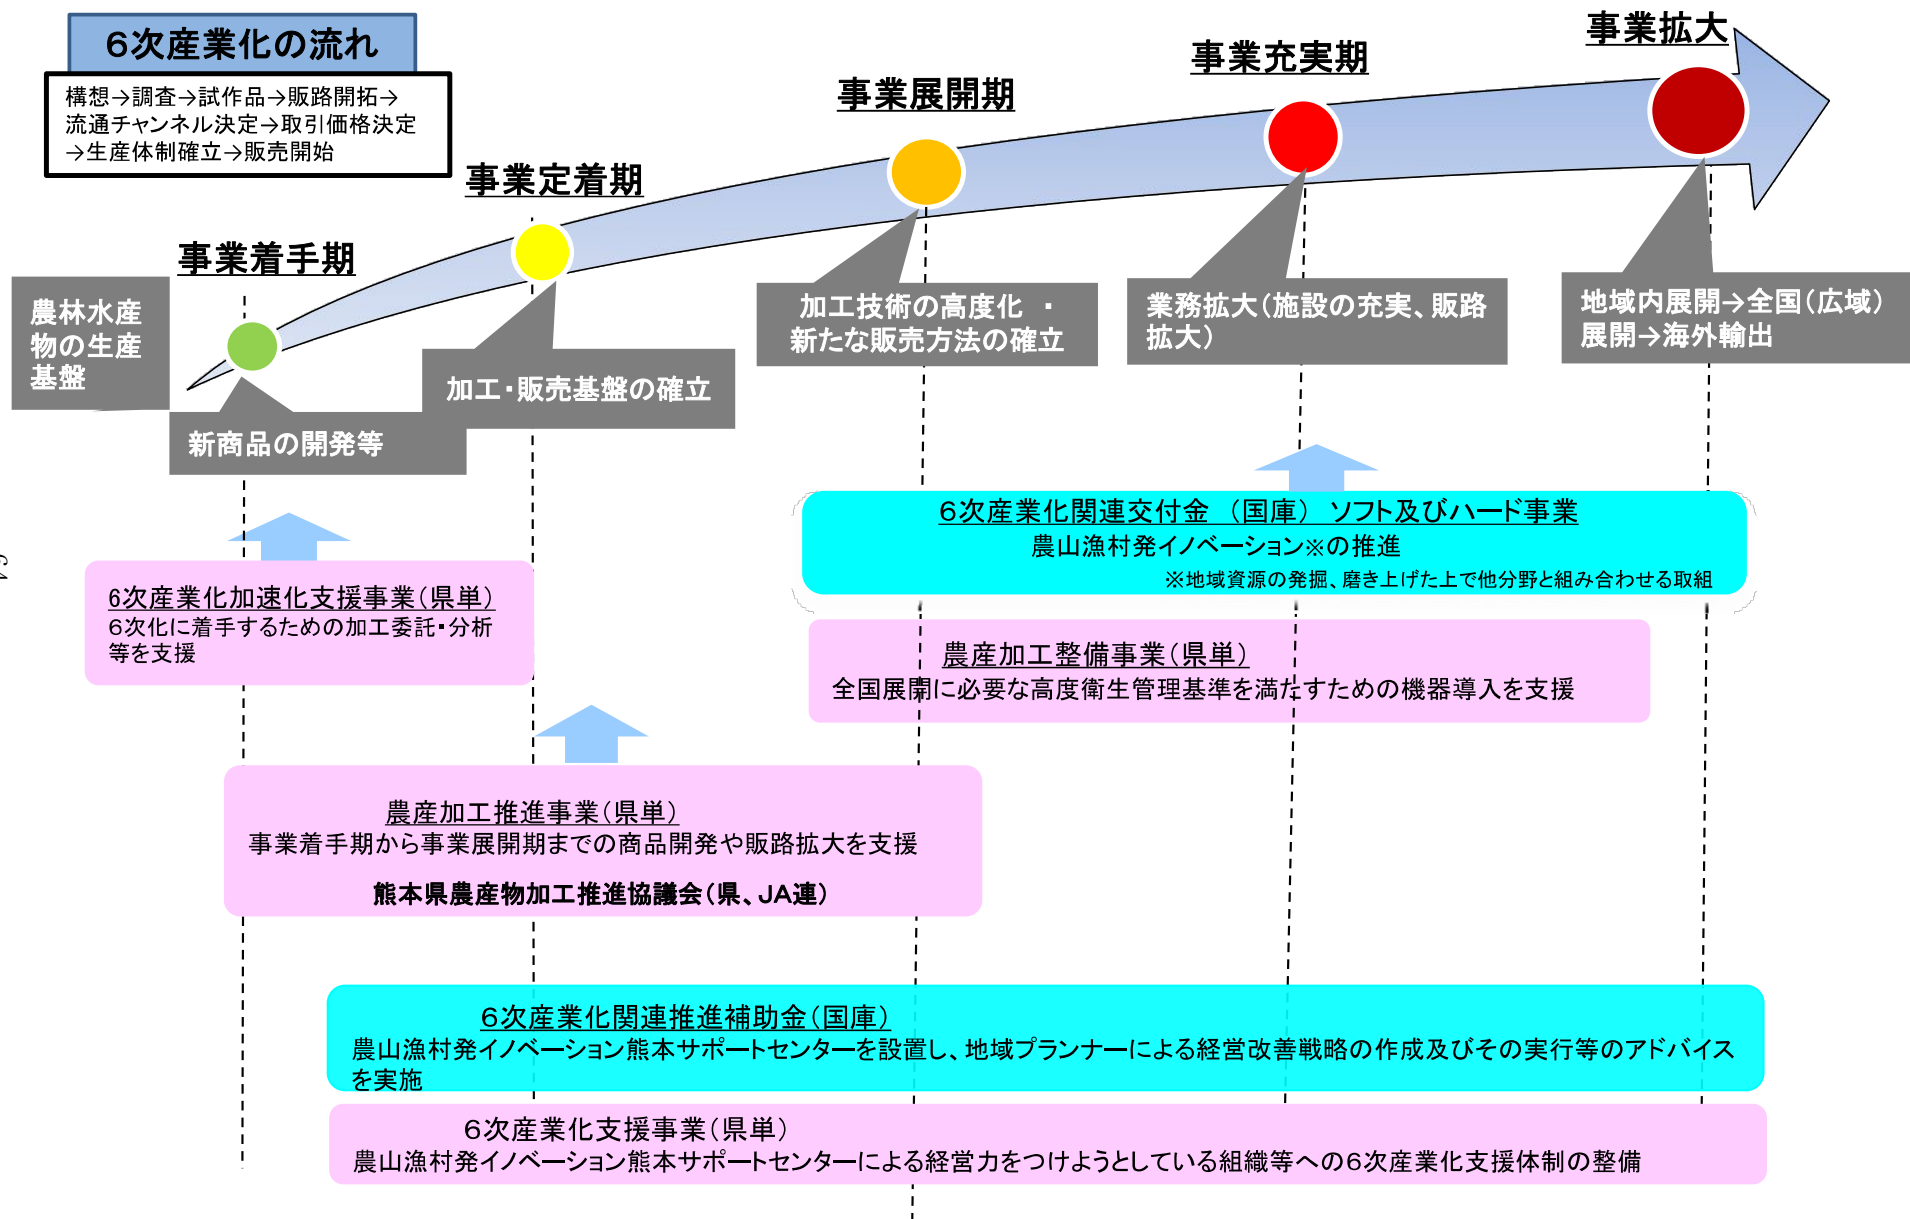 6次産業化の流れ
構想→調査→試作品→販路開拓→
流通チャンネル決定→取引価格決定
→生産体制確立→販売開始
事業着手期
事業定着期
事業展開期
事業充実期
事業拡大
農林水産
物の生産
基盤
新商品の開発等
加工・販売基盤の確立
加工技術の高度化　・
新たな販売方法の確立
業務拡大（施設の充実、販路
拡大）
地域内展開→全国（広域）
展開→海外輸出
6次産業化関連交付金　（国庫）　ソフト及びハード事業
農山漁村発イノベーション※の推進
※地域資源の発掘、磨き上げた上で他分野と組み合わせる取組
6次産業化加速化支援事業（県単）
6次化に着手するための加工委託・分析
等を支援
農産加工整備事業（県単）
全国展開に必要な高度衛生管理基準を満たすための機器導入を支援
農産加工推進事業（県単）
事業着手期から事業展開期までの商品開発や販路拡大を支援
熊本県農産物加工推進協議会（県、JA連）
6次産業化関連推進補助金（国庫）
農山漁村発イノベーション熊本サポートセンターを設置し、地域プランナーによる経営改善戦略の作成及びその実行等のアドバイス
を実施
6次産業化支援事業（県単）
農山漁村発イノベーション熊本サポートセンターによる経営力をつけようとしている組織等への6次産業化支援体制の整備